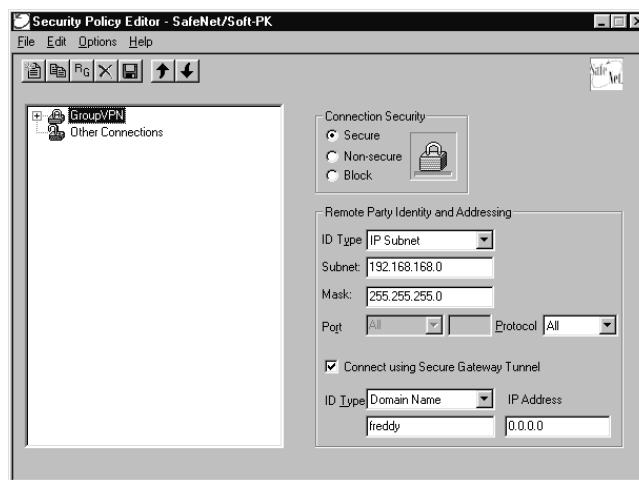 Security Policy Editor - SafeNet/Soft-PK
File Edit Options Help
RG
Safe Net
GroupVPN
Other Connections
Connection Security
Secure
Non-secure
Block
Remote Party Identity and Addressing
ID Type IP Subnet
Subnet: 192.168.168.0
Mask: 255.255.255.0
Port All Protocol All
Connect using Secure Gateway Tunnel
ID Type Domain Name IP Address
freddy 0.0.0.0